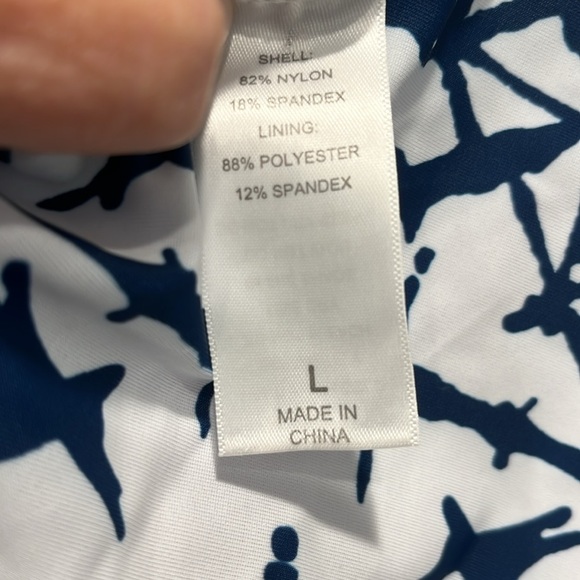 SHELL:
82% NYLON
18% SPANDEX
LINING:
88% POLYESTER
12% SPANDEX
L
MADE IN
CHINA